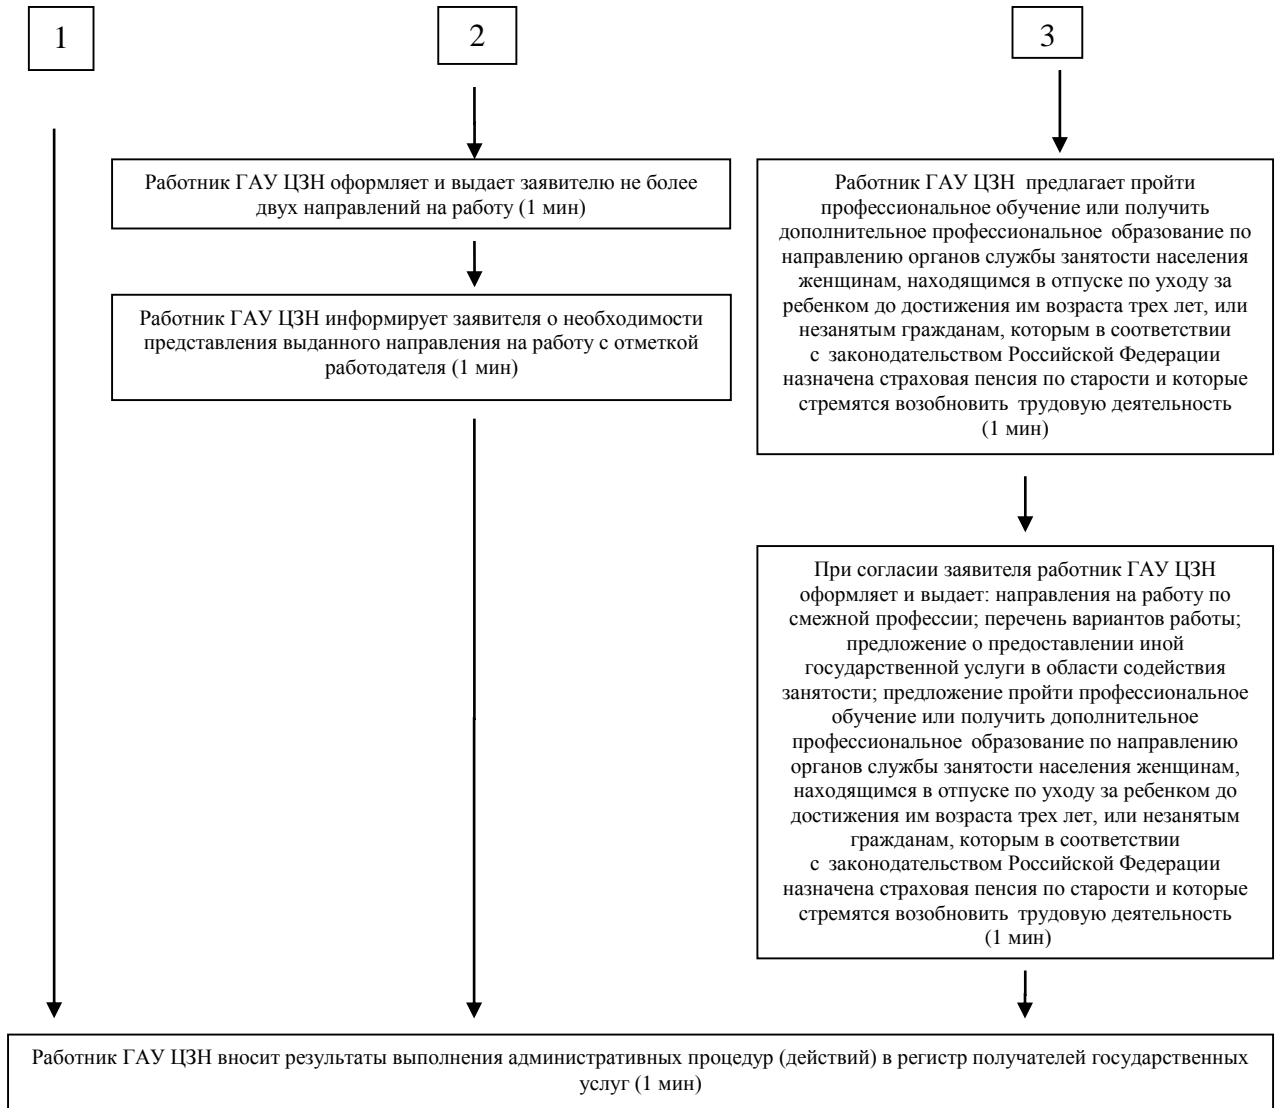 1
2
3
Работник ГАУ ЦЗН оформляет и выдает заявителю не более
двух направлений на работу (1 мин)
Работник ГАУ ЦЗН информирует заявителя о необходимости
представления выданного направления на работу с отметкой
работодателя (1 мин)
Работник ГАУ ЦЗН предлагает пройти
профессиональное обучение или получить
дополнительное профессиональное образование по
направлению органов службы занятости населения
женщинам, находящимся в отпуске по уходу за
ребенком до достижения им возраста трех лет, или
незанятым гражданам, которым в соответствии
с законодательством Российской Федерации
назначена страховая пенсия по старости и которые
стремятся возобновить трудовую деятельность
(1 мин)
При согласии заявителя работник ГАУ ЦЗН
оформляет и выдает: направления на работу по
смежной профессии; перечень вариантов работы;
предложение о предоставлении иной
государственной услуги в области содействия
занятости; предложение пройти профессиональное
обучение или получить дополнительное
профессиональное образование по направлению
органов службы занятости населения женщинам,
находящимся в отпуске по уходу за ребенком до
достижения им возраста трех лет, или незанятым
гражданам, которым в соответствии
с законодательством Российской Федерации
назначена страховая пенсия по старости и которые
стремятся возобновить трудовую деятельность
(1 мин)
Работник ГАУ ЦЗН вносит результаты выполнения административных процедур (действий) в регистр получателей государственных
услуг (1 мин)